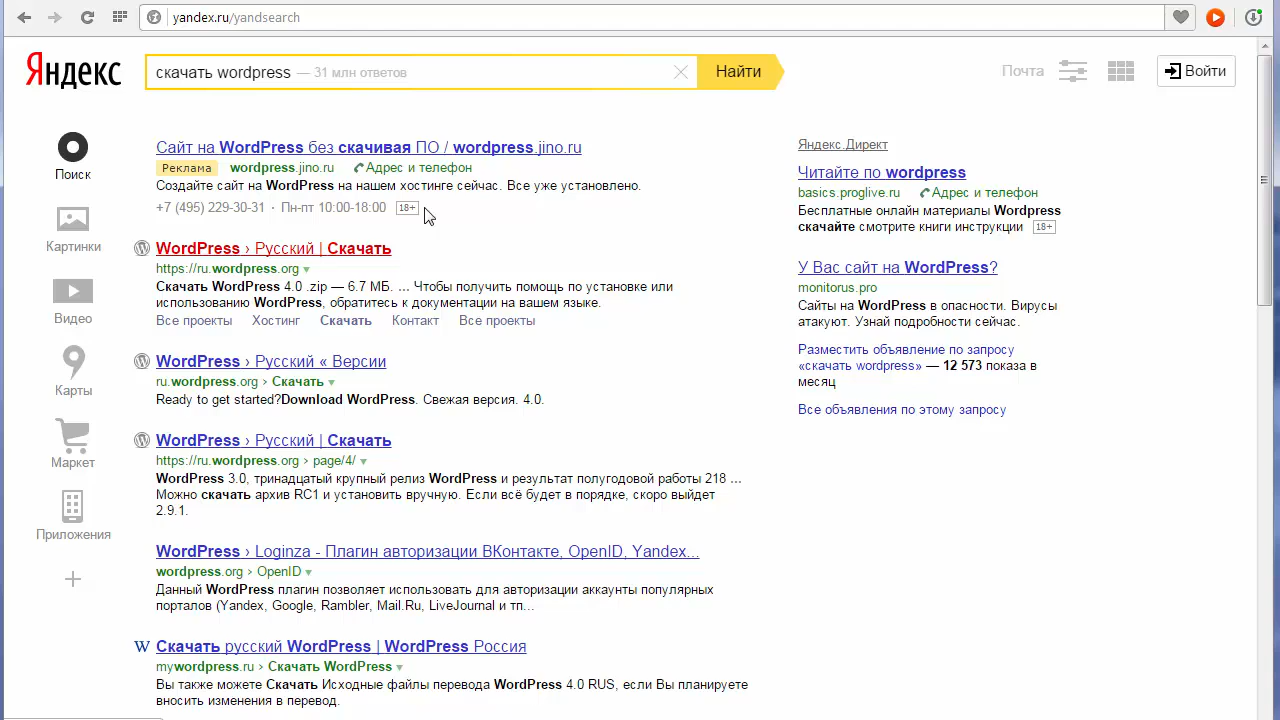 yandex.ru/yandsearch
Яндекс
скачать wordpress — 31 млн ответов
Найти
Почта
Войти
Поиск
Картинки
Видео
Карты
Маркет
Приложения
Сайт на WordPress без скачивая ПО / wordpress.jino.ru
Реклама wordpress.jino.ru Адрес и телефон
Создайте сайт на WordPress на нашем хостинге сейчас. Все уже установлено.
+7 (495) 229-30-31 · Пн-пт 10:00-18:00 18+
WordPress › Русский | Скачать
https://ru.wordpress.org
Скачать WordPress 4.0 .zip — 6.7 МБ. ... Чтобы получить помощь по установке или
использованию WordPress, обратитесь к документации на вашем языке.
Все проекты Хостинг Скачать Контакт Все проекты
WordPress › Русский « Версии
ru.wordpress.org › Скачать
Ready to get started?Download WordPress. Свежая версия. 4.0.
WordPress › Русский | Скачать
https://ru.wordpress.org › page/4/
WordPress 3.0, тринадцатый крупный релиз WordPress и результат полугодовой работы 218 ...
Можно скачать архив RC1 и установить вручную. Если всё будет в порядке, скоро выйдет
2.9.1.
WordPress › Loginza - Плагин авторизации ВКонтакте, OpenID, Yandex...
wordpress.org › OpenID
Данный WordPress плагин позволяет использовать для авторизации аккаунты популярных
порталов (Yandex, Google, Rambler, Mail.Ru, LiveJournal и тп...
Скачать русский WordPress | WordPress Россия
mywordpress.ru › Скачать WordPress
Вы также можете Скачать Исходные файлы перевода WordPress 4.0 RUS, если Вы планируете
вносить изменения в перевод.
Яндекс.Директ
Читайте по wordpress
basics.proglive.ru Адрес и телефон
Бесплатные онлайн материалы Wordpress
скачайте смотрите книги инструкции 18+
У Вас сайт на WordPress?
monitorus.pro
Сайты на WordPress в опасности. Вирусы
атакуют. Узнай подробности сейчас.
Разместить объявление по запросу
«скачать wordpress» — 12 573 показа в
месяц
Все объявления по этому запросу